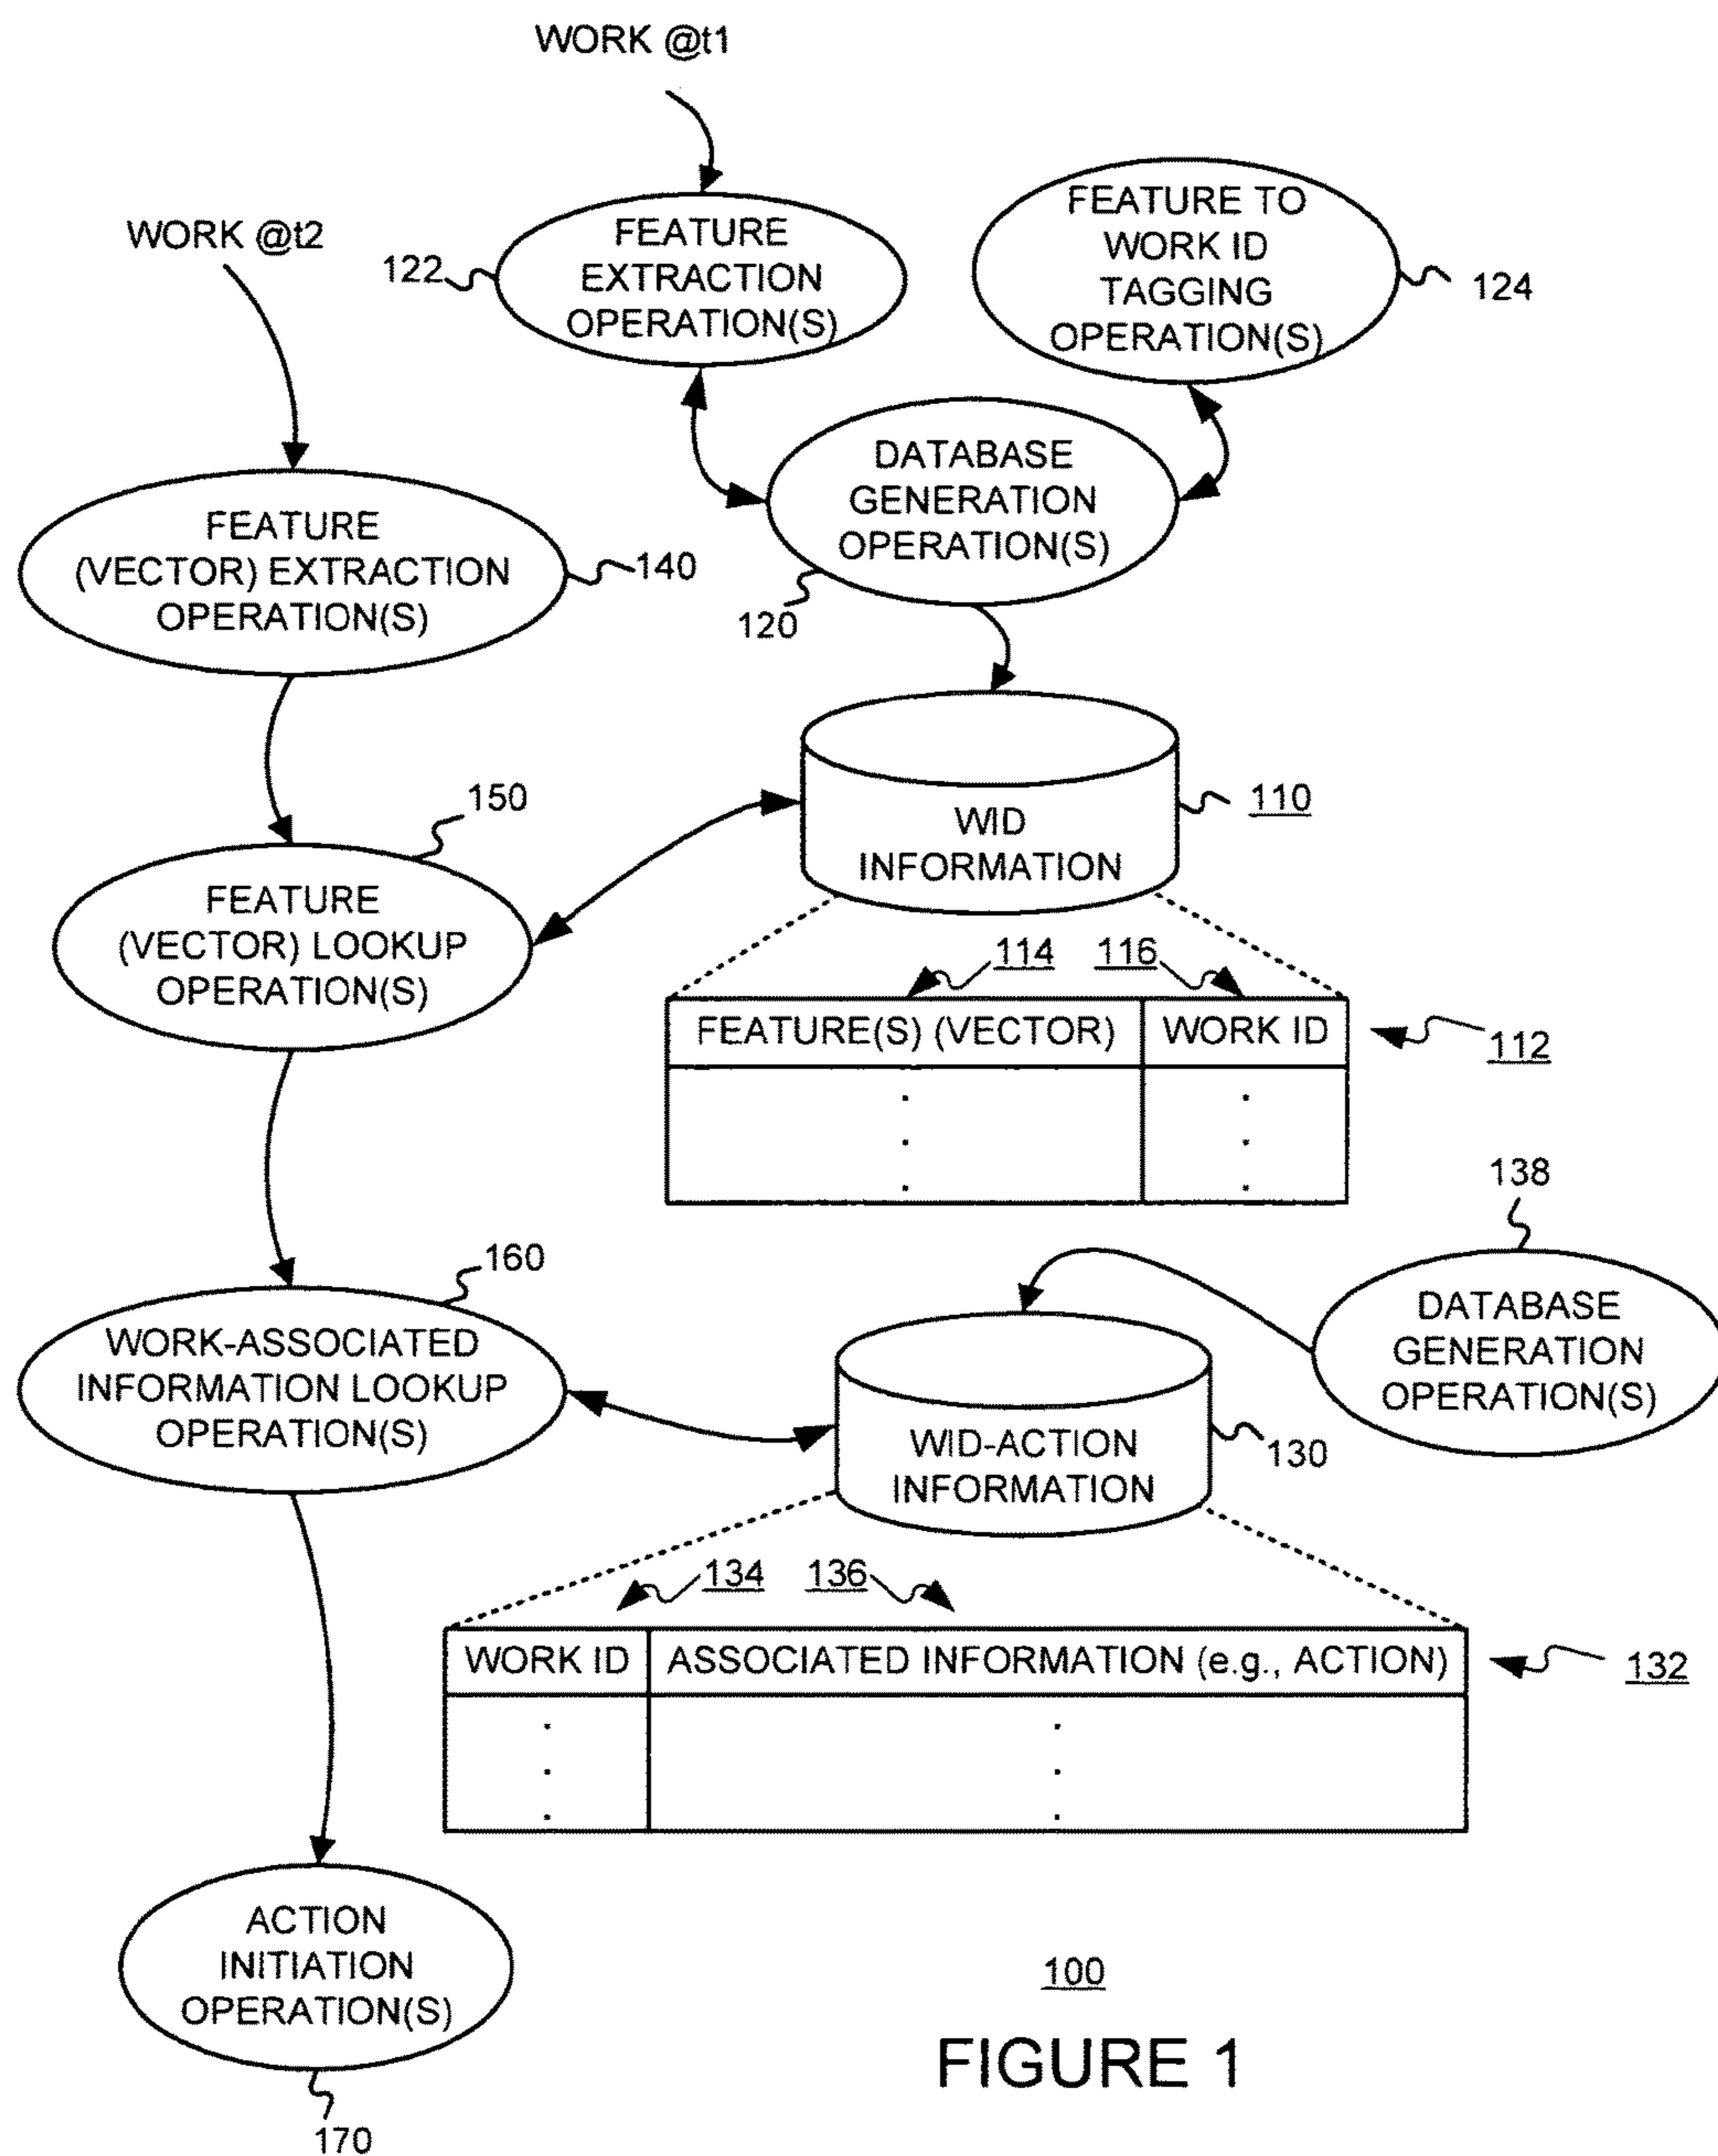 WORK @t1
WORK @t2
FEATURE
EXTRACTION
OPERATION(S)
122
FEATURE TO
WORK ID
TAGGING
OPERATION(S)
124
DATABASE
GENERATION
OPERATION(S)
120
FEATURE
(VECTOR) EXTRACTION
OPERATION(S)
140
WID
INFORMATION
110
150
FEATURE
(VECTOR) LOOKUP
OPERATION(S)
114
116
FEATURE(S) (VECTOR)
WORK ID
112
.
.
.
.
.
.
138
DATABASE
GENERATION
OPERATION(S)
160
WORK-ASSOCIATED
INFORMATION LOOKUP
OPERATION(S)
WID-ACTION
INFORMATION
130
134
136
WORK ID
ASSOCIATED INFORMATION (e.g., ACTION)
132
.
.
.
.
.
.
ACTION
INITIATION
OPERATION(S)
170
100
FIGURE 1